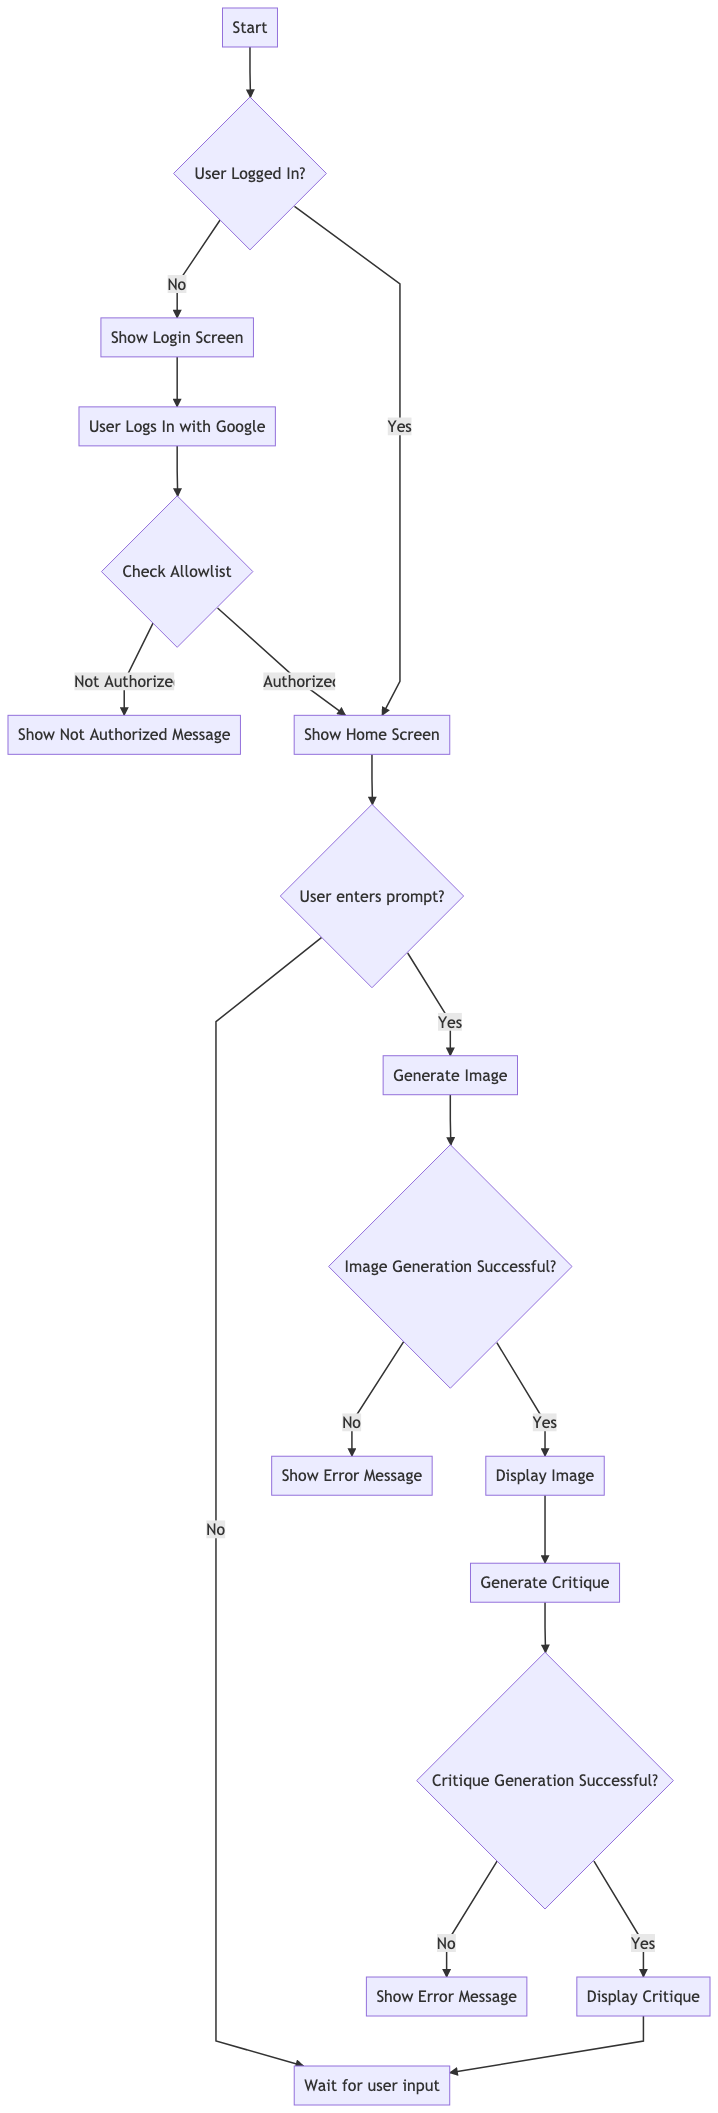 Start
User Logged In?
No
Show Login Screen
User Logs In with Google
Yes
Check Allowlist
Not Authorize
Authorized
Show Not Authorized Message
Show Home Screen
User enters prompt?
Yes
Generate Image
Image Generation Successful?
No
Yes
Show Error Message
Display Image
No
Generate Critique
Critique Generation Successful?
No
Yes
Show Error Message
Display Critique
Wait for user input